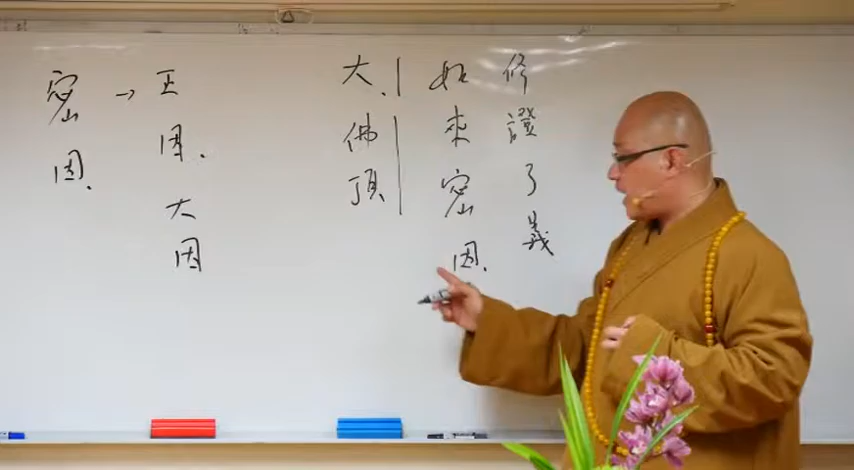 大、佛頂
如來密因、
修證了義
密因、
→ 正因、大因